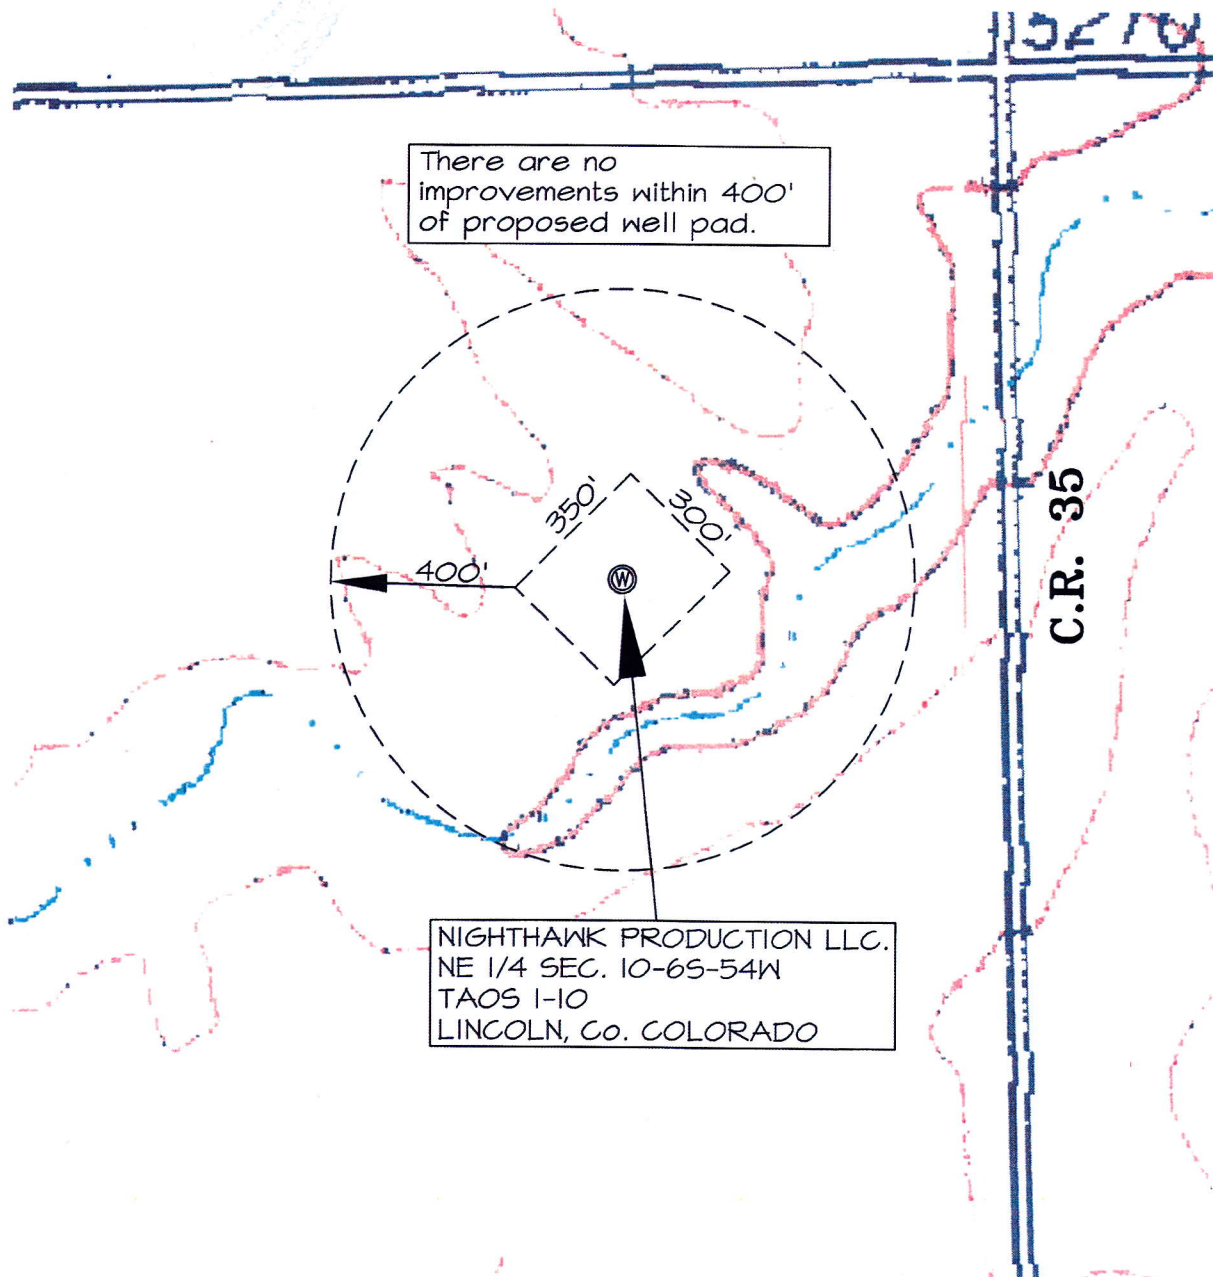 5270
There are no
improvements within 400'
of proposed well pad.
350'
300'
400'
W
C.R. 35
NIGHTHAWK PRODUCTION LLC.
NE 1/4 SEC. 10-6S-54W
TAOS 1-10
LINCOLN, Co. COLORADO